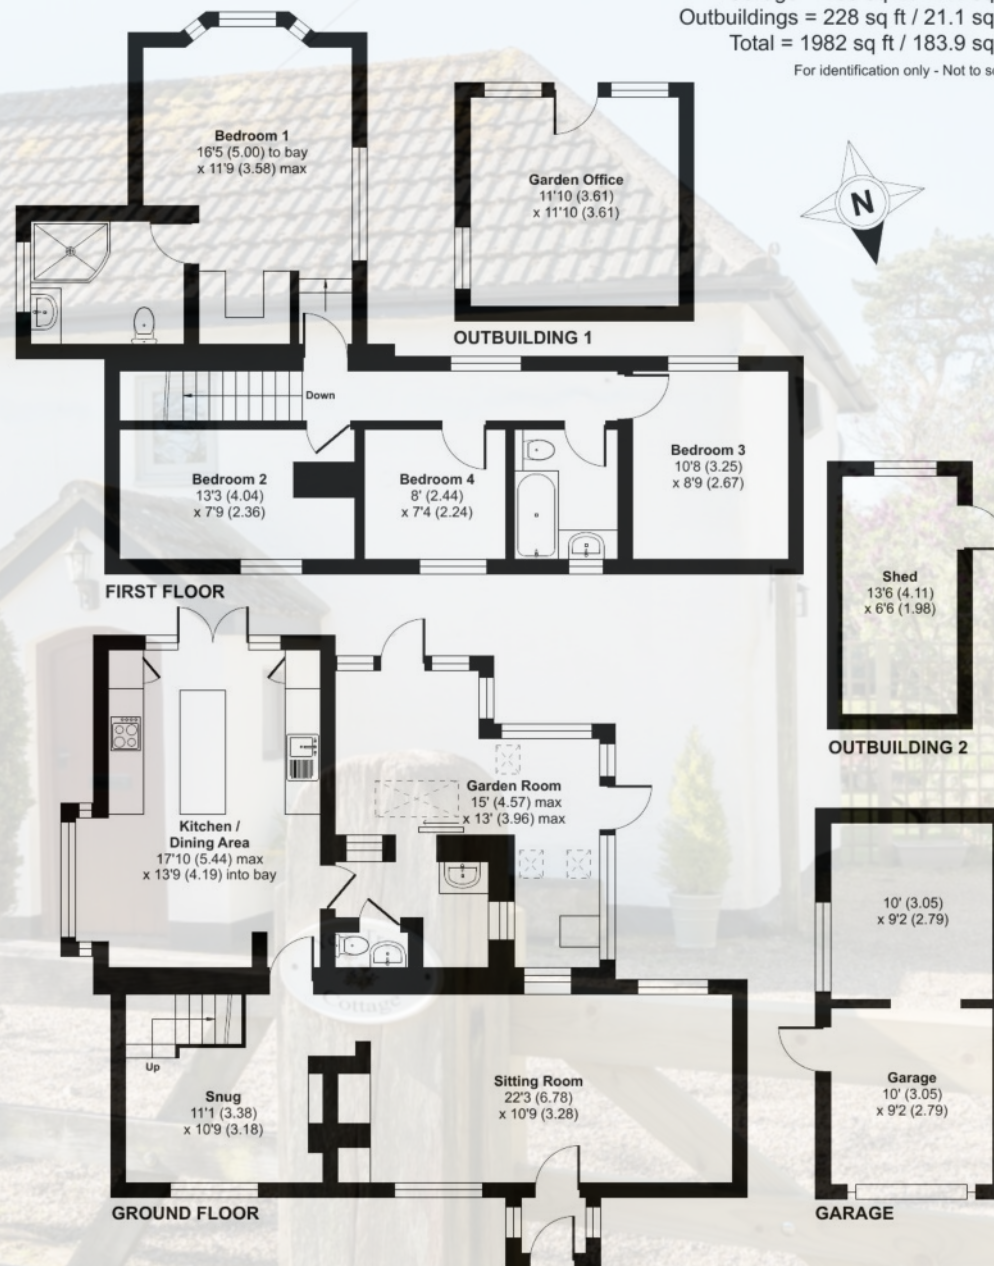 Outbuildings = 228 sq ft / 21.1 sq
Total = 1982 sq ft / 183.9 sq
For identification only - Not to sc
N
Bedroom 1
16'5 (5.00) to bay
x 11'9 (3.58) max
Garden Office
11'10 (3.61)
x 11'10 (3.61)
OUTBUILDING 1
Down
Bedroom 2
13'3 (4.04)
x 7'9 (2.36)
Bedroom 4
8' (2.44)
x 7'4 (2.24)
Bedroom 3
10'8 (3.25)
x 8'9 (2.67)
FIRST FLOOR
Shed
13'6 (4.11)
x 6'6 (1.98)
OUTBUILDING 2
Kitchen /
Dining Area
17'10 (5.44) max
x 13'9 (4.19) into bay
Garden Room
15' (4.57) max
x 13' (3.96) max
Cottage
Up
Snug
11'1 (3.38)
x 10'9 (3.18)
Sitting Room
22'3 (6.78)
x 10'9 (3.28)
GROUND FLOOR
10' (3.05)
x 9'2 (2.79)
Garage
10' (3.05)
x 9'2 (2.79)
GARAGE